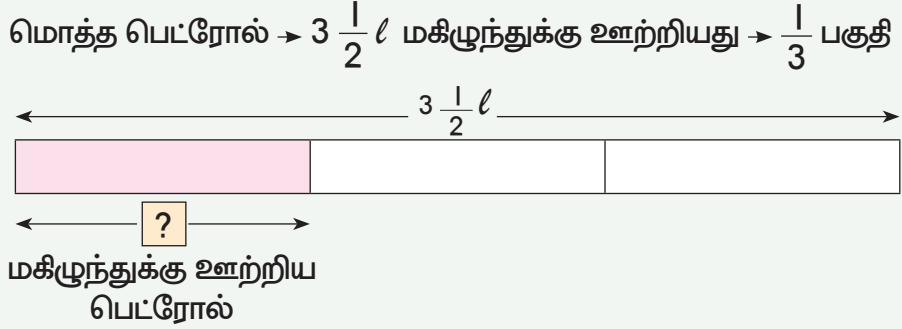 மொத்த பெட்ரோல் → 3 1/2 ℓ மகிழுந்துக்கு ஊற்றியது → 1/3 பகுதி
3 1/2 ℓ
?
மகிழுந்துக்கு ஊற்றிய
பெட்ரோல்